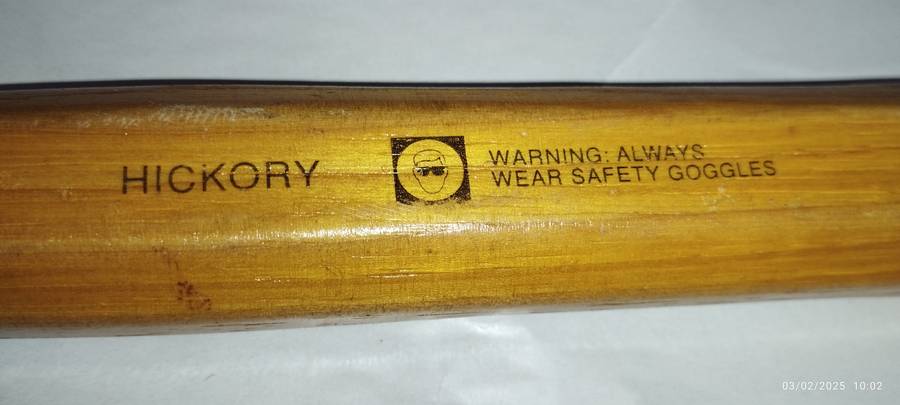 HICKORY
WARNING: ALWAYS
WEAR SAFETY GOGGLES
03/02/2025 10:02